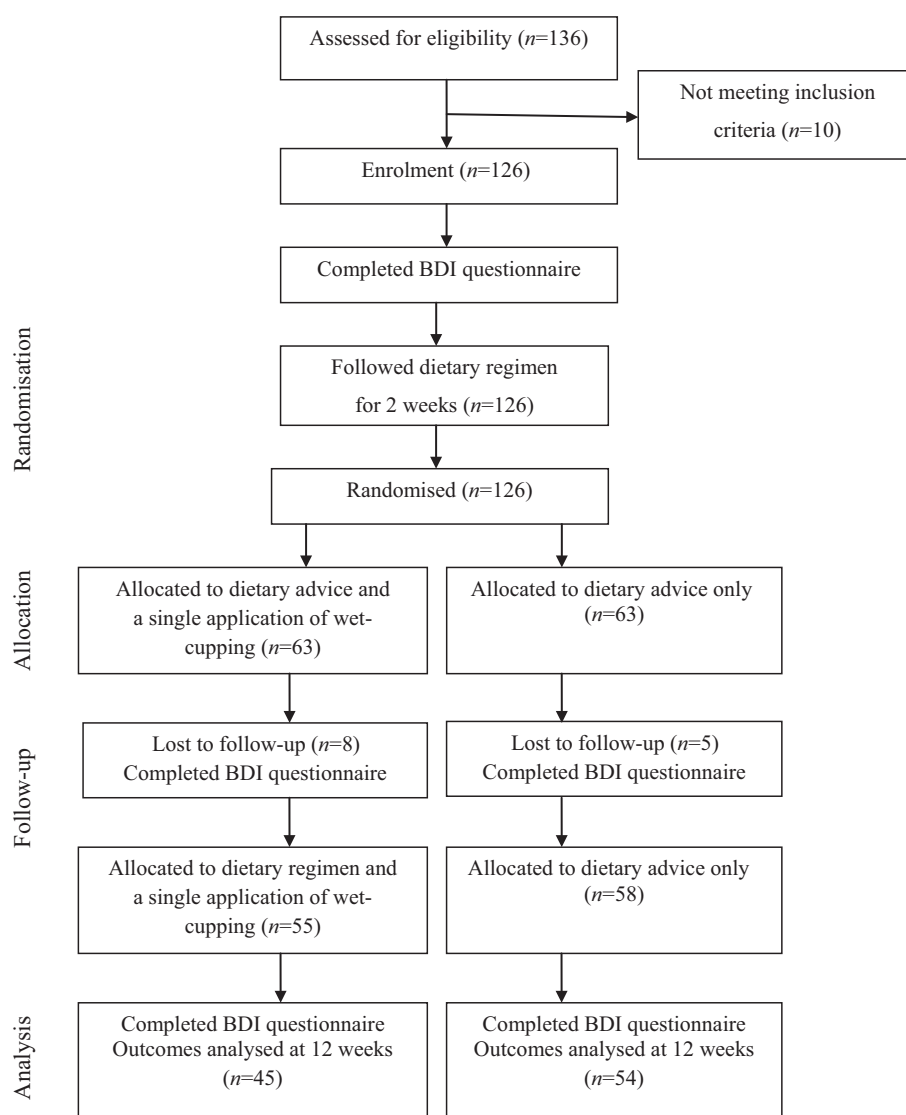 Assessed for eligibility (n=136)
Not meeting inclusion
criteria (n=10)
Enrolment (n=126)
Completed BDI questionnaire
Followed dietary regimen
for 2 weeks (n=126)
Randomisation
Randomised (n=126)
Allocation
Allocated to dietary advice and
a single application of wet-
cupping (n=63)
Allocated to dietary advice only
(n=63)
Follow-up
Lost to follow-up (n=8)
Completed BDI questionnaire
Lost to follow-up (n=5)
Completed BDI questionnaire
Allocated to dietary regimen and
a single application of wet-
cupping (n=55)
Allocated to dietary advice only
(n=58)
Analysis
Completed BDI questionnaire
Outcomes analysed at 12 weeks
(n=45)
Completed BDI questionnaire
Outcomes analysed at 12 weeks
(n=54)